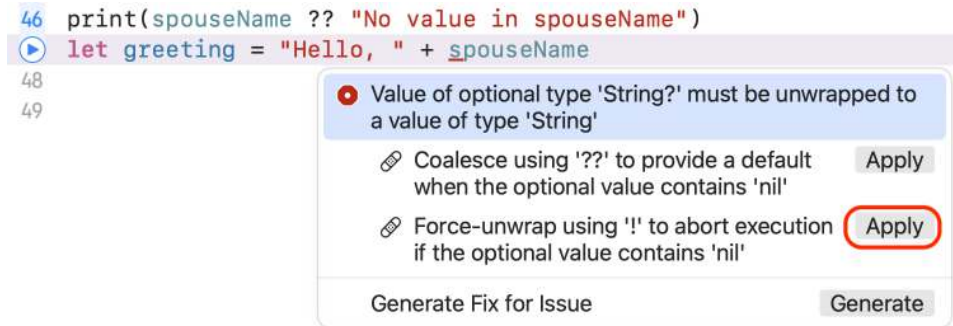 46 print(spouseName ?? "No value in spouseName")
let greeting = "Hello, " + spouseName
48
49
Value of optional type 'String?' must be unwrapped to
a value of type 'String'
Coalesce using '??' to provide a default Apply
when the optional value contains 'nil'
Force-unwrap using '!' to abort execution Apply
if the optional value contains 'nil'
Generate Fix for Issue Generate